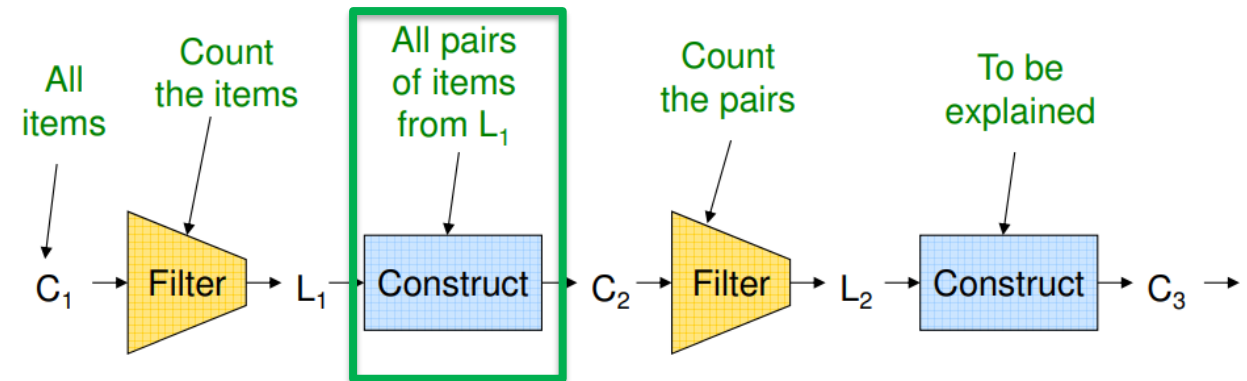 All
items
Count
the items
All pairs
of items
from L₁
Count
the pairs
To be
explained
C₁
Filter
L₁
Construct
C₂
Filter
L₂
Construct
C₃